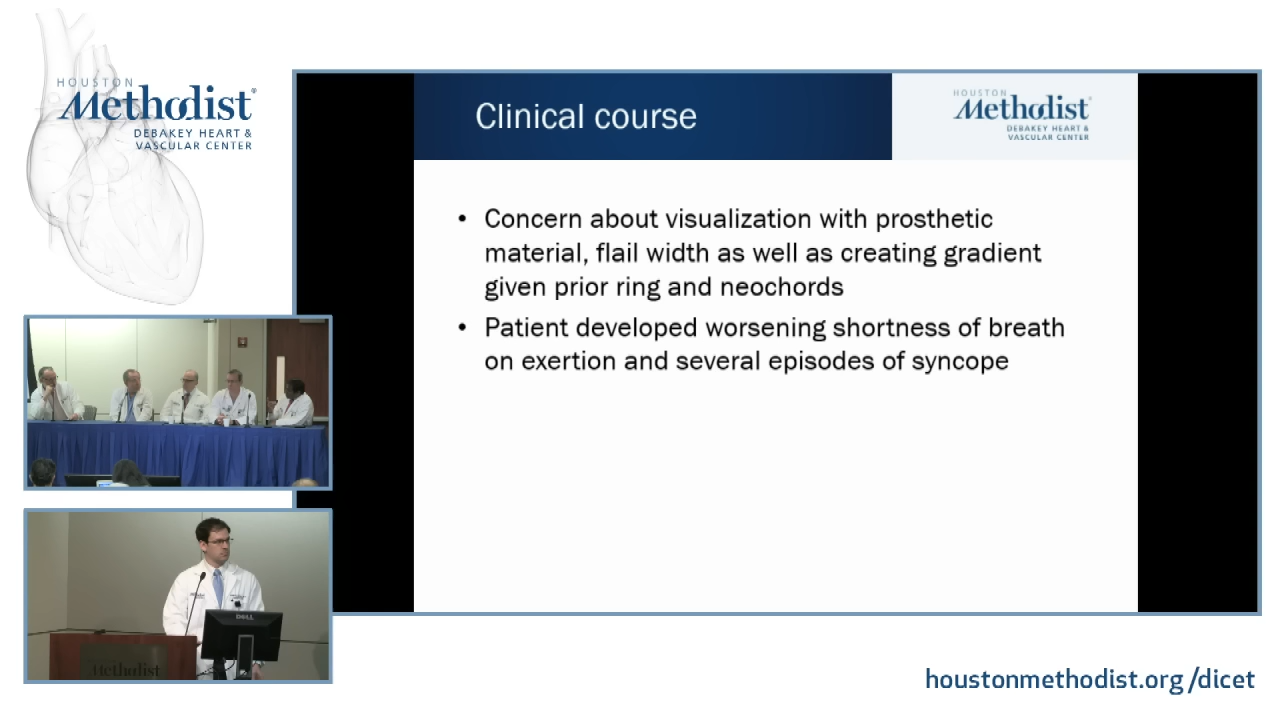 HOUSTON
Methodist®
DEBAKEY HEART &
VASCULAR CENTER
Clinical course
HOUSTON
Methodist
DEBAKEY HEART &
VASCULAR CENTER
• Concern about visualization with prosthetic
material, flail width as well as creating gradient
given prior ring and neochords
• Patient developed worsening shortness of breath
on exertion and several episodes of syncope
DELL
Methodist
houstonmethodist.org/dicet